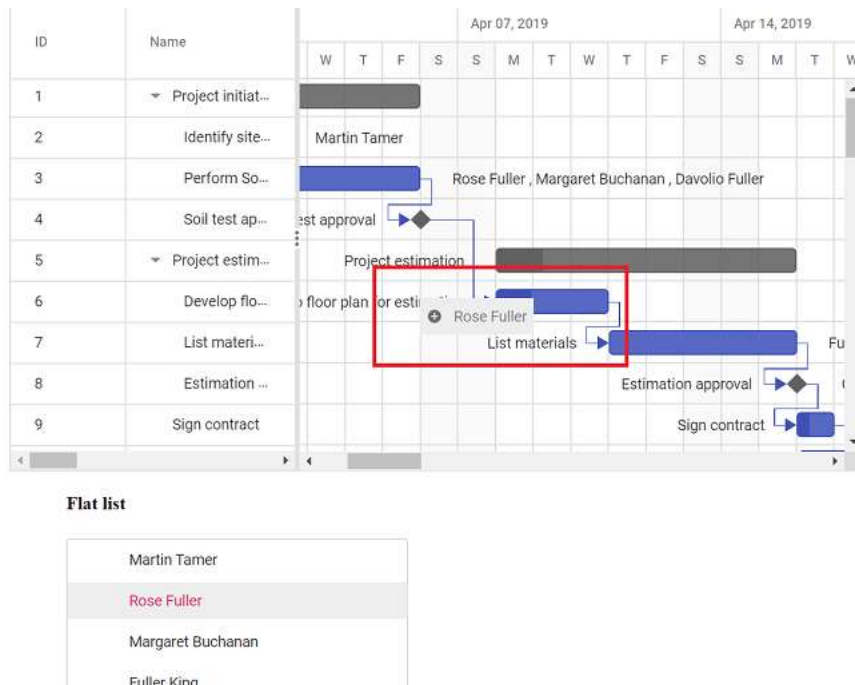 ID Name Apr 07, 2019 Apr 14, 2019
W T F S S M T W T F S S M T W
1 Project initiat...
2 Identify site... Martin Tamer
3 Perform So... Rose Fuller , Margaret Buchanan , Davolio Fuller
4 Soil test ap... est approval
5 Project estim... Project estimation
6 Develop flo... floor plan for esti
Rose Fuller
7 List materi... List materials Fu
8 Estimation ... Estimation approval
9 Sign contract Sign contract
Flat list
Martin Tamer
Rose Fuller
Margaret Buchanan
Fuller King